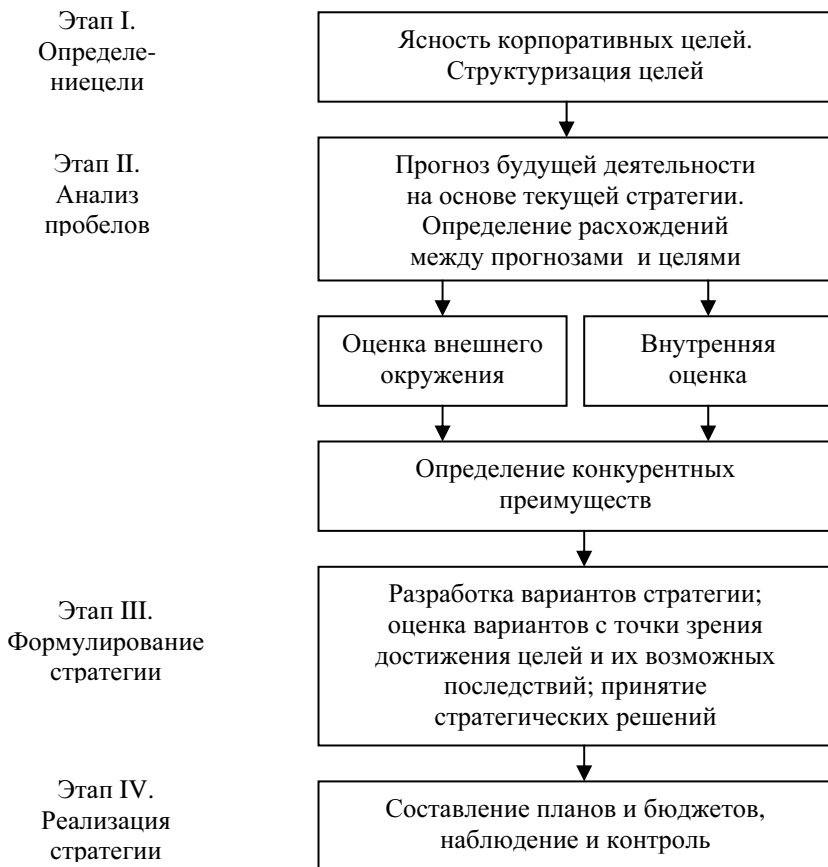 Этап I.
Определе-
ниецели
Ясность корпоративных целей.
Структуризация целей
Этап II.
Анализ
пробелов
Прогноз будущей деятельности
на основе текущей стратегии.
Определение расхождений
между прогнозами и целями
Оценка внешнего
окружения
Внутренняя
оценка
Определение конкурентных
преимуществ
Этап III.
Формулирование
стратегии
Разработка вариантов стратегии;
оценка вариантов с точки зрения
достижения целей и их возможных
последствий; принятие
стратегических решений
Этап IV.
Реализация
стратегии
Составление планов и бюджетов,
наблюдение и контроль